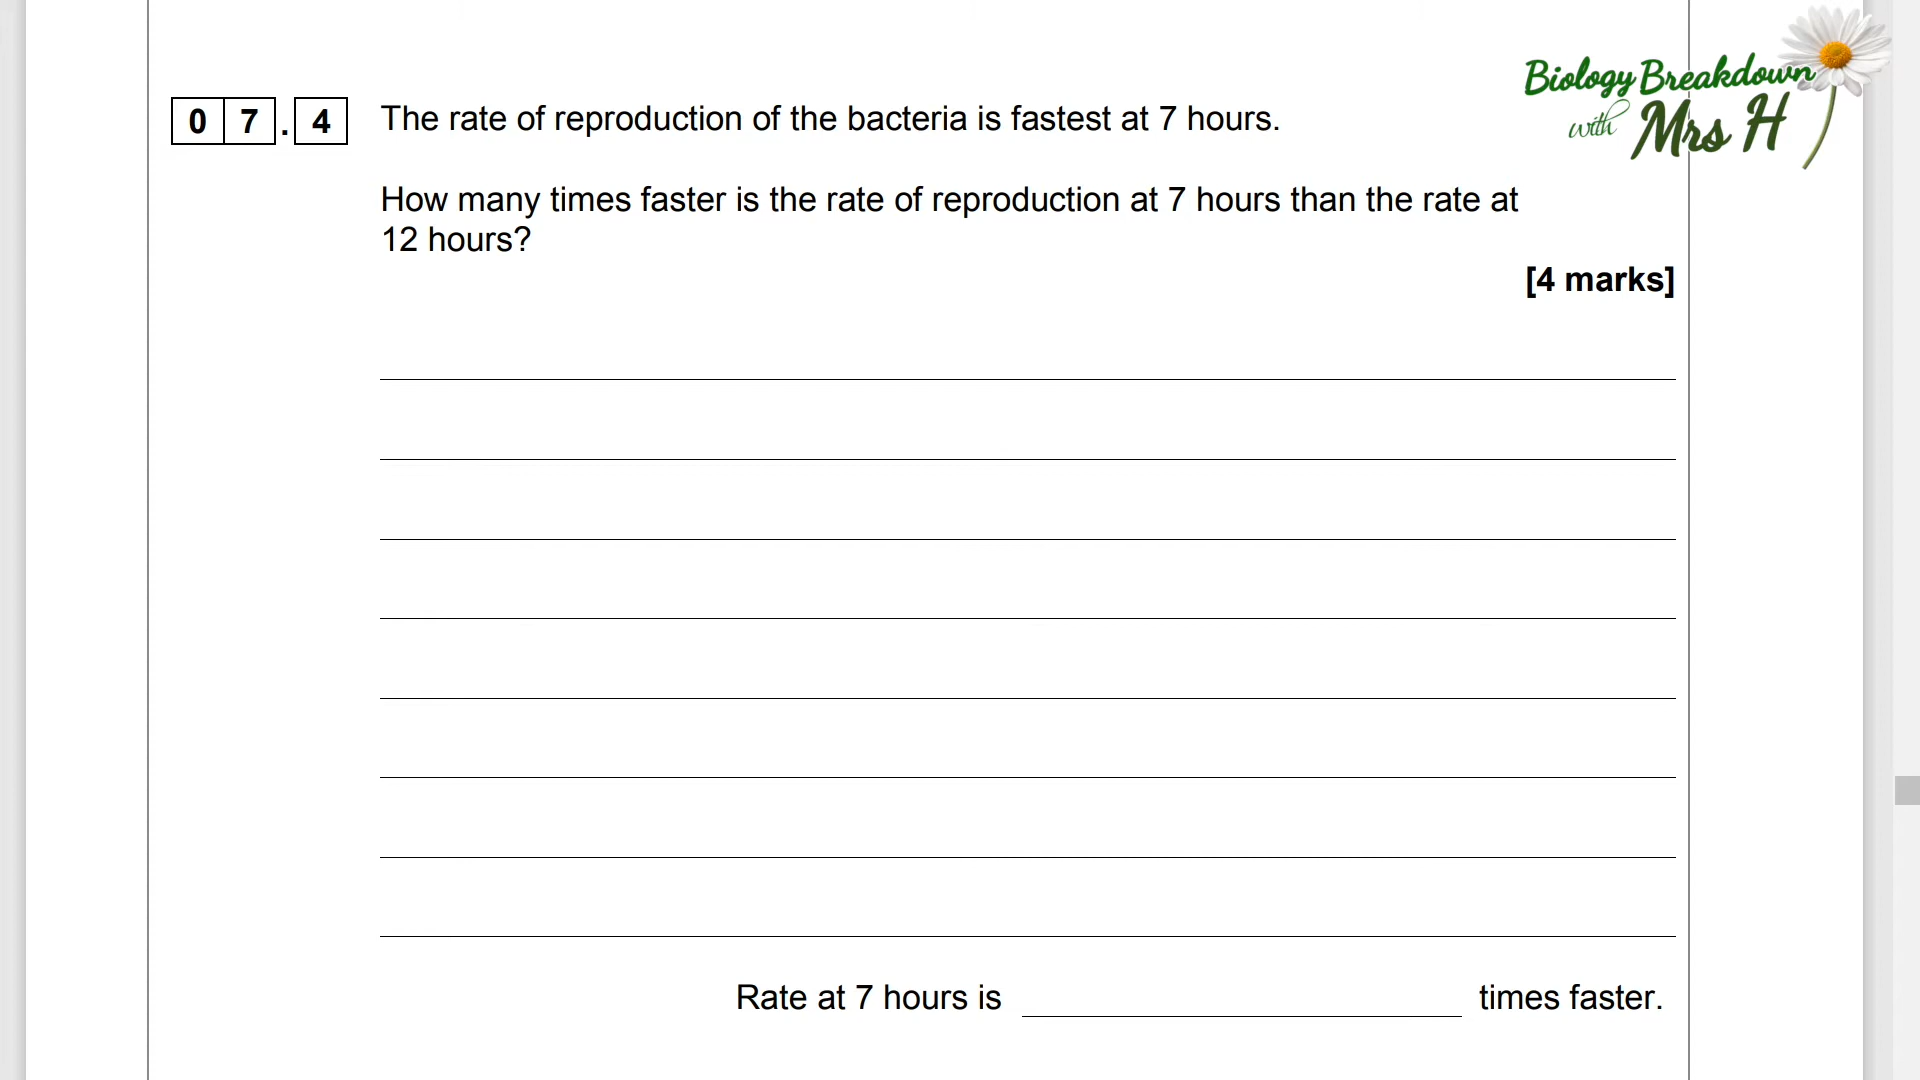 Biology Breakdown
with Mrs H
07.4 The rate of reproduction of the bacteria is fastest at 7 hours.
How many times faster is the rate of reproduction at 7 hours than the rate at
12 hours?
[4 marks]
Rate at 7 hours is times faster.